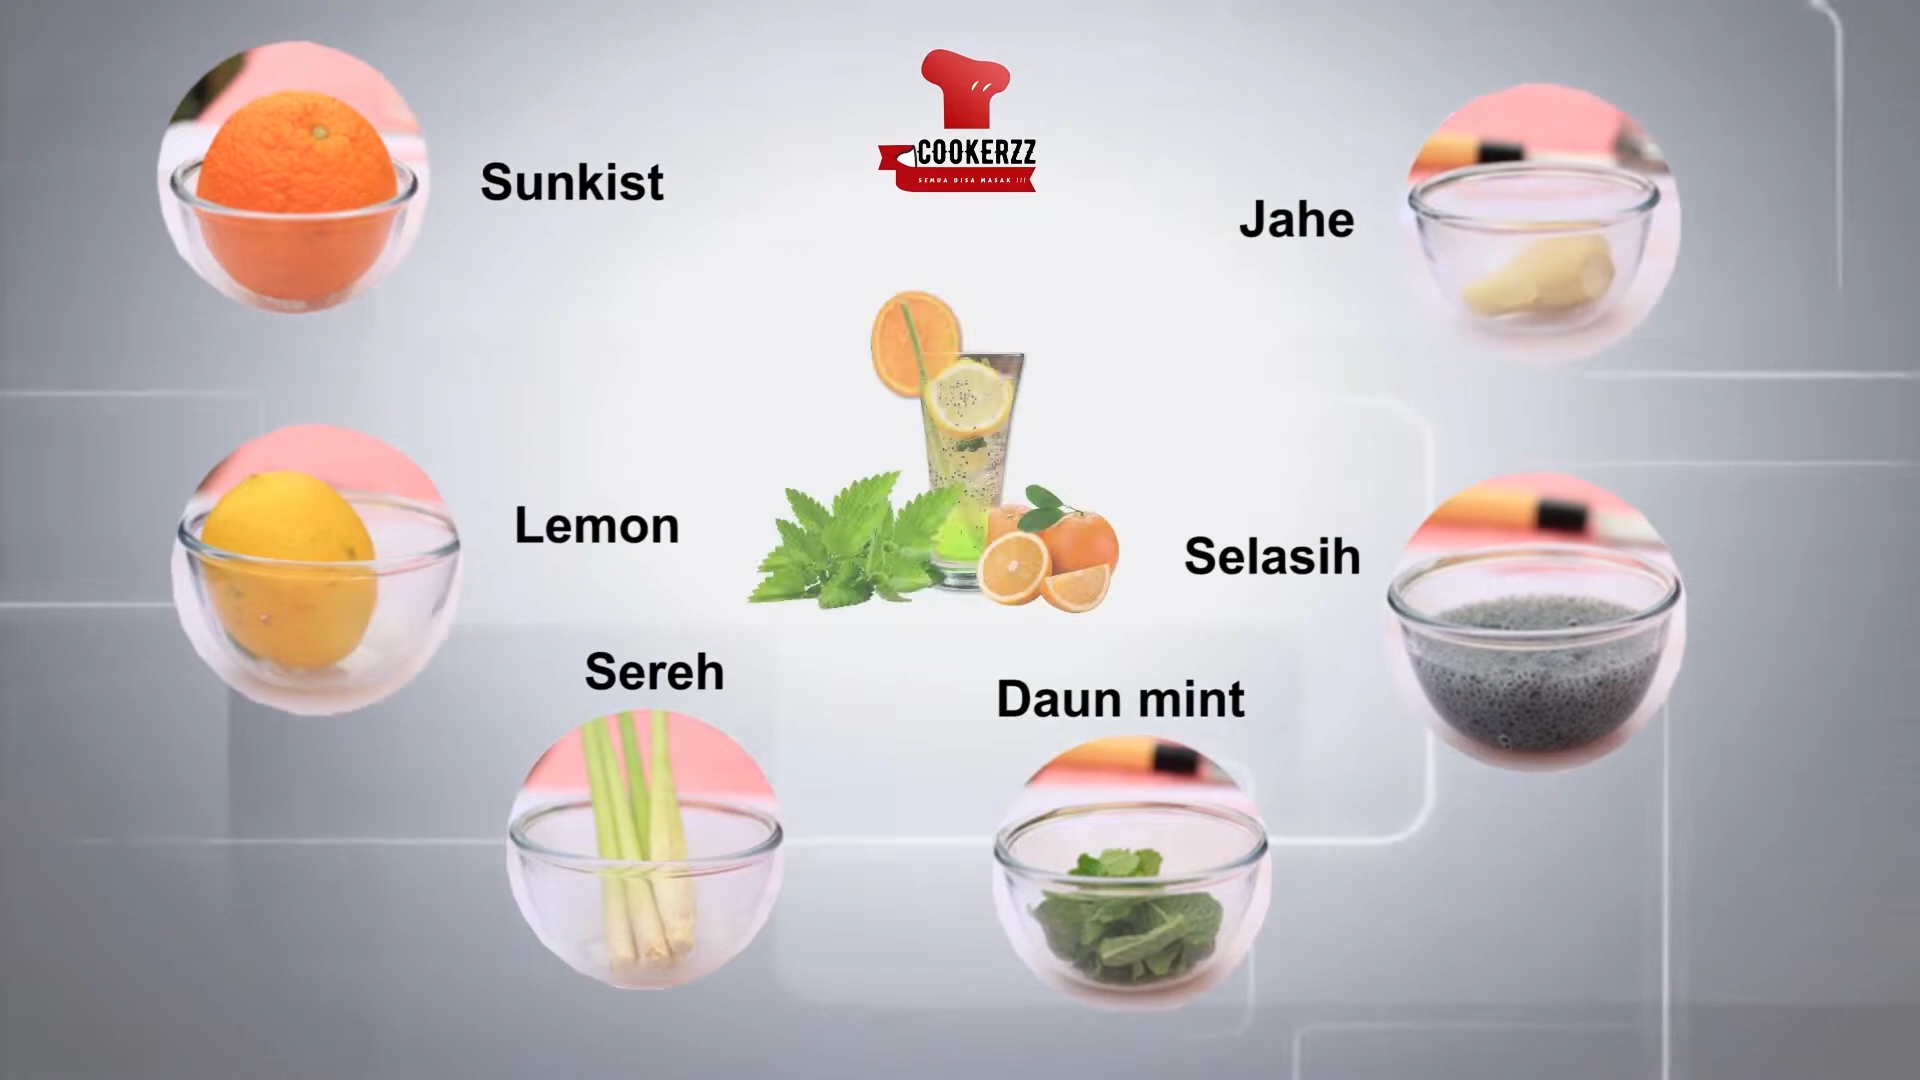 COOKERZZ
SEMUA BISA MASAK !!!
Sunkist
Jahe
Lemon
Selasih
Sereh
Daun mint